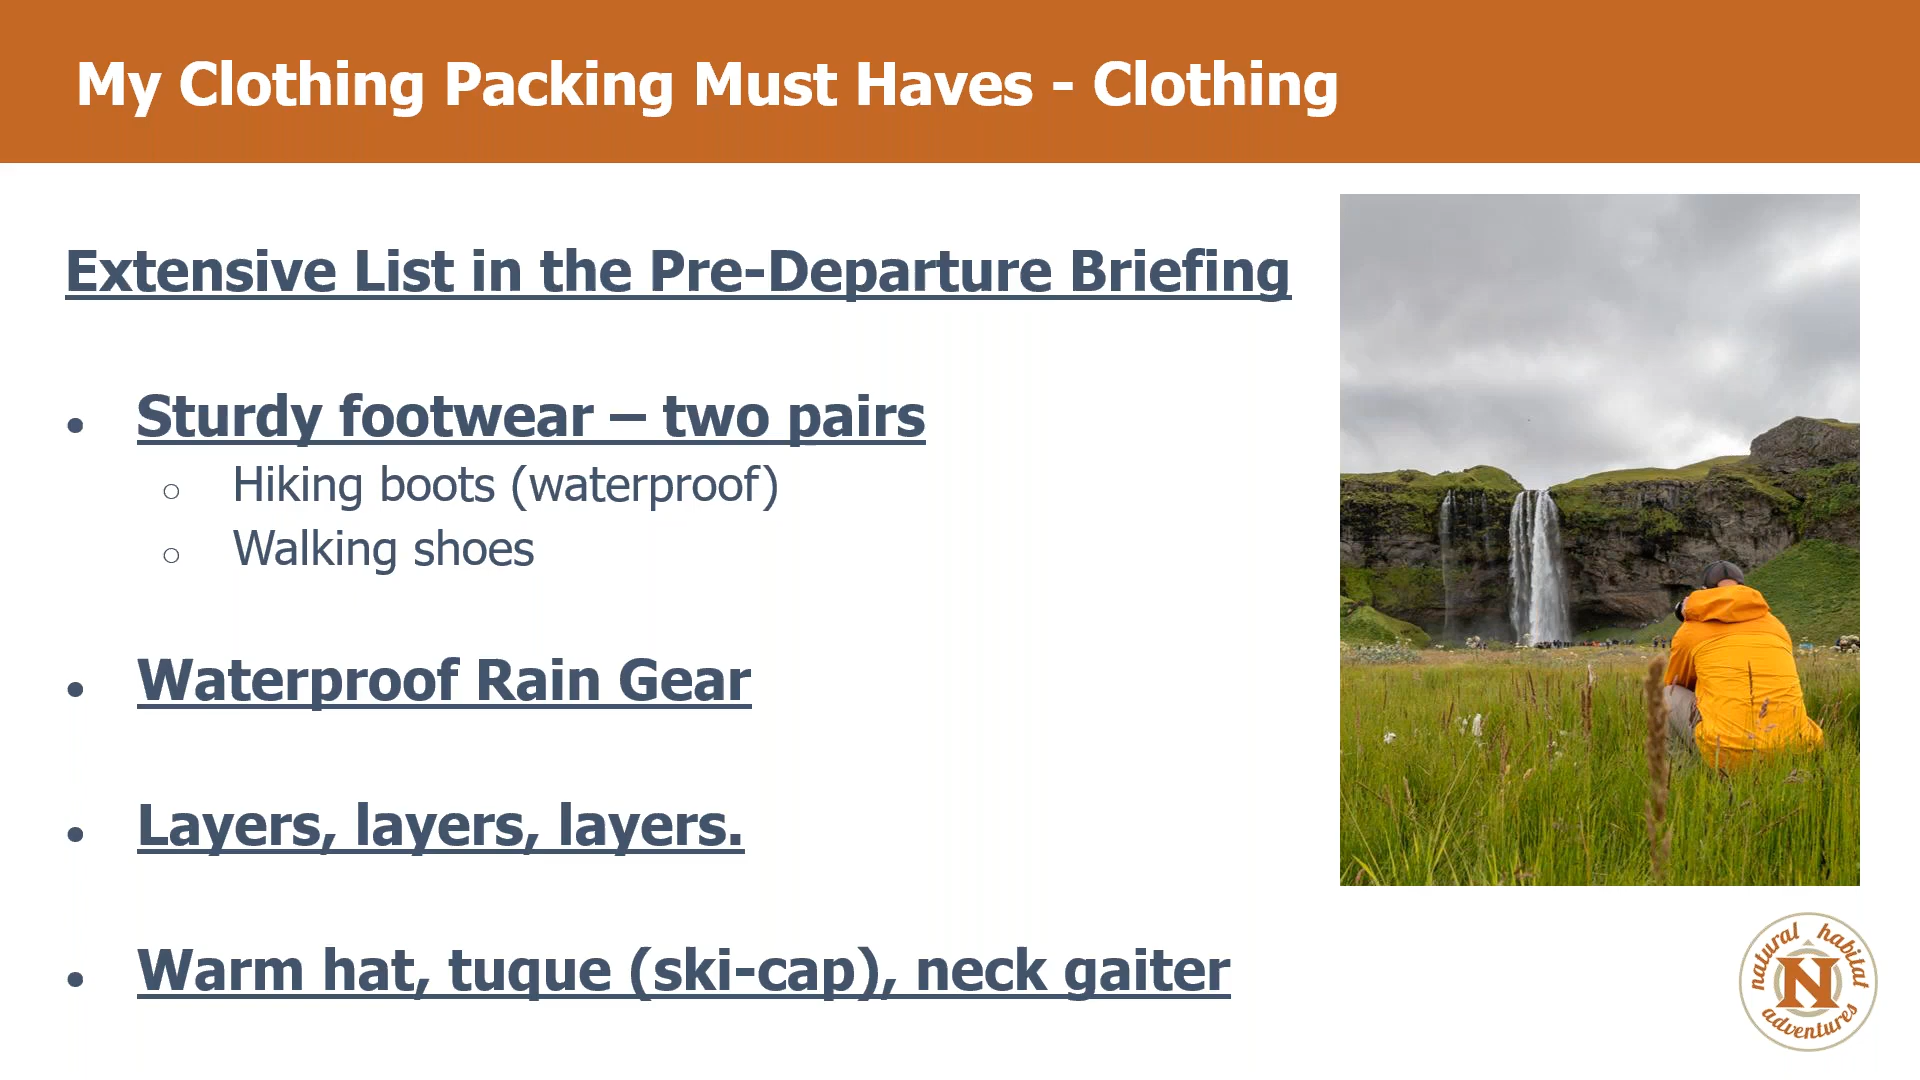 My Clothing Packing Must Haves - Clothing
Extensive List in the Pre-Departure Briefing
• Sturdy footwear – two pairs
○ Hiking boots (waterproof)
○ Walking shoes
• Waterproof Rain Gear
• Layers, layers, layers.
• Warm hat, tuque (ski-cap), neck gaiter
natural habitat
N
adventures